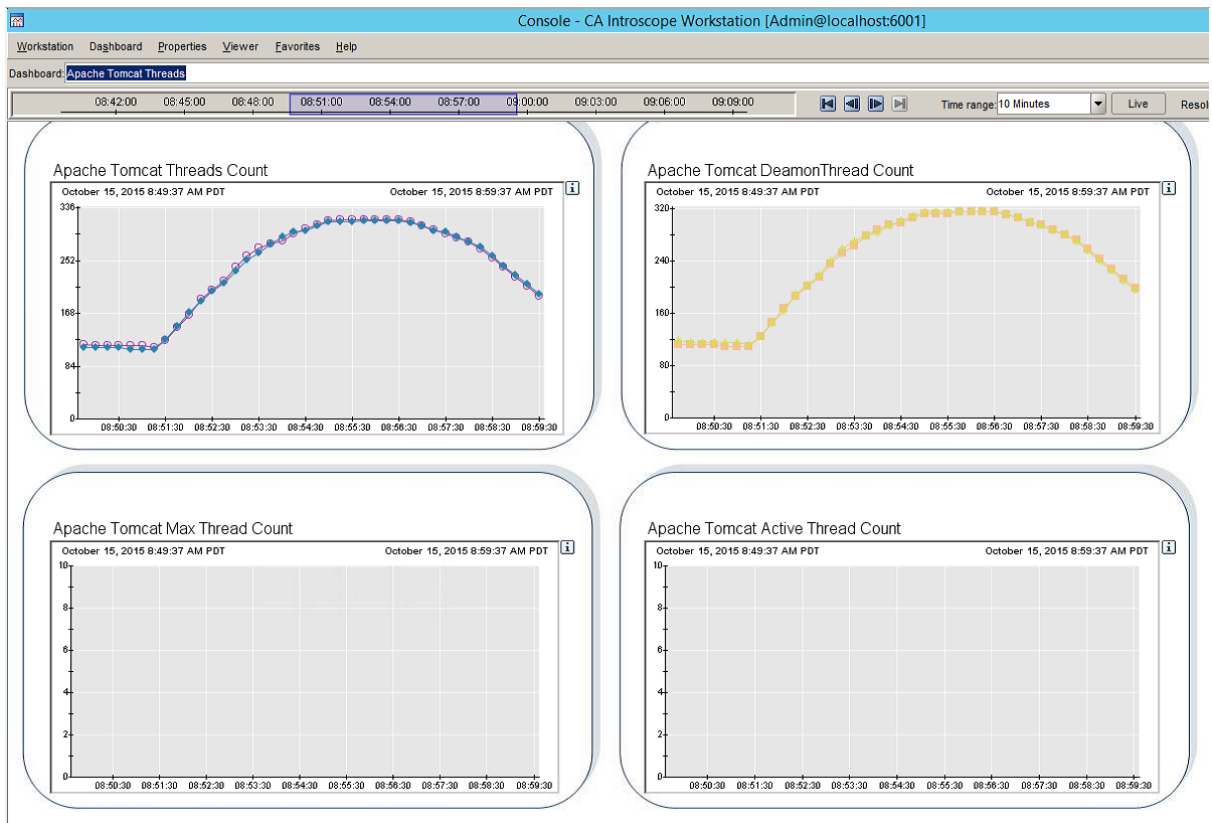 Console - CA Introscope Workstation [Admin@localhost:6001]
Workstation Dashboard Properties Viewer Favorites Help
Dashboard: Apache Tomcat Threads
08:42:00 08:45:00 08:48:00 08:51:00 08:54:00 08:57:00 09:00:00 09:03:00 09:06:00 09:09:00 Time range: 10 Minutes Live Resol
Apache Tomcat Threads Count
October 15, 2015 8:49:37 AM PDT October 15, 2015 8:59:37 AM PDT
336
252
168
84
0
08:50:30 08:51:30 08:52:30 08:53:30 08:54:30 08:55:30 08:56:30 08:57:30 08:58:30 08:59:30
Apache Tomcat DeamonThread Count
October 15, 2015 8:49:37 AM PDT October 15, 2015 8:59:37 AM PDT
320
240
160
80
0
08:50:30 08:51:30 08:52:30 08:53:30 08:54:30 08:55:30 08:56:30 08:57:30 08:58:30 08:59:30
Apache Tomcat Max Thread Count
October 15, 2015 8:49:37 AM PDT October 15, 2015 8:59:37 AM PDT
10
8
6
4
2
0
08:50:30 08:51:30 08:52:30 08:53:30 08:54:30 08:55:30 08:56:30 08:57:30 08:58:30 08:59:30
Apache Tomcat Active Thread Count
October 15, 2015 8:49:37 AM PDT October 15, 2015 8:59:37 AM PDT
10
8
6
4
2
0
08:50:30 08:51:30 08:52:30 08:53:30 08:54:30 08:55:30 08:56:30 08:57:30 08:58:30 08:59:30